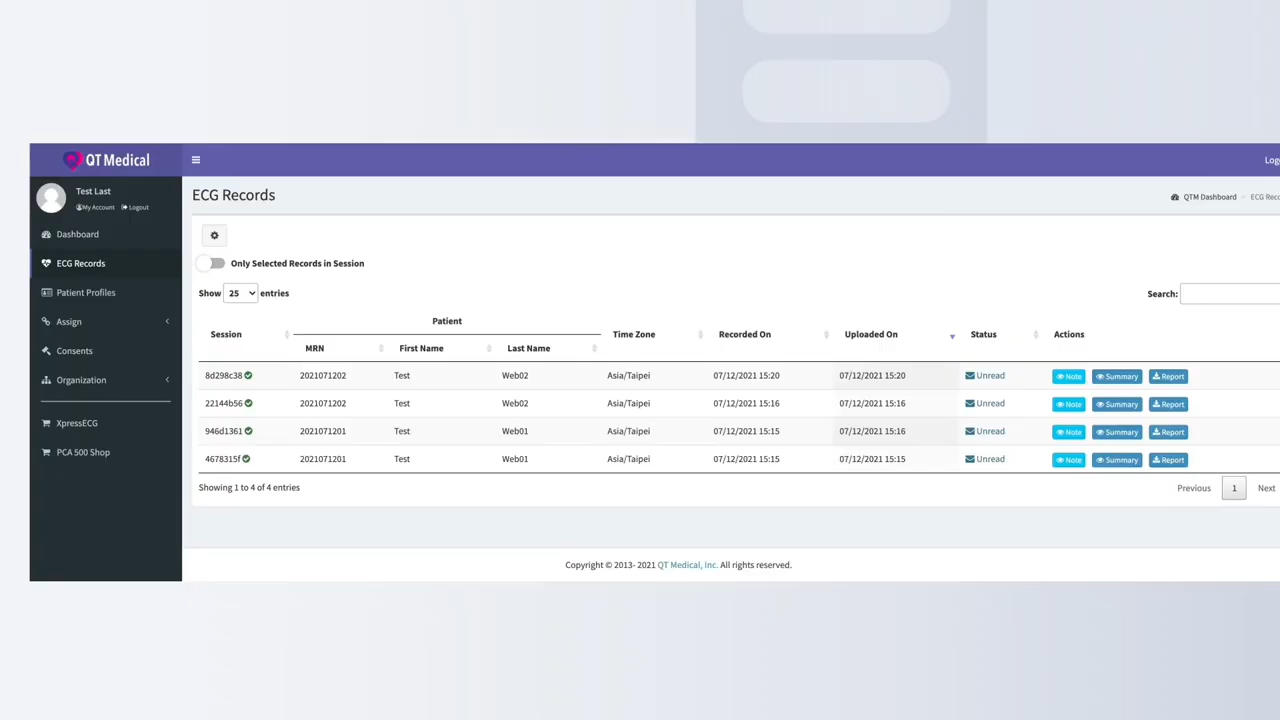 QT Medical
Log
Test Last
My Account Logout
ECG Records
QTM Dashboard
Dashboard
ECG Records
Only Selected Records in Session
Patient Profiles
Show 25 entries
Search:
Assign
Patient
Session
Time Zone
Recorded On
Uploaded On
Status
Actions
MRN
First Name
Last Name
Consents
8d298c38 2021071202 Test Web02 Asia/Taipei 07/12/2021 15:20 07/12/2021 15:20 Unread Note Summary Report
Organization
22144b56 2021071202 Test Web02 Asia/Taipei 07/12/2021 15:16 07/12/2021 15:16 Unread Note Summary Report
XpressECG
946d1361 2021071201 Test Web01 Asia/Taipei 07/12/2021 15:15 07/12/2021 15:16 Unread Note Summary Report
PCA 500 Shop
4678315f 2021071201 Test Web01 Asia/Taipei 07/12/2021 15:15 07/12/2021 15:15 Unread Note Summary Report
Showing 1 to 4 of 4 entries
Previous 1 Next
Copyright © 2013- 2021 QT Medical, Inc. All rights reserved.